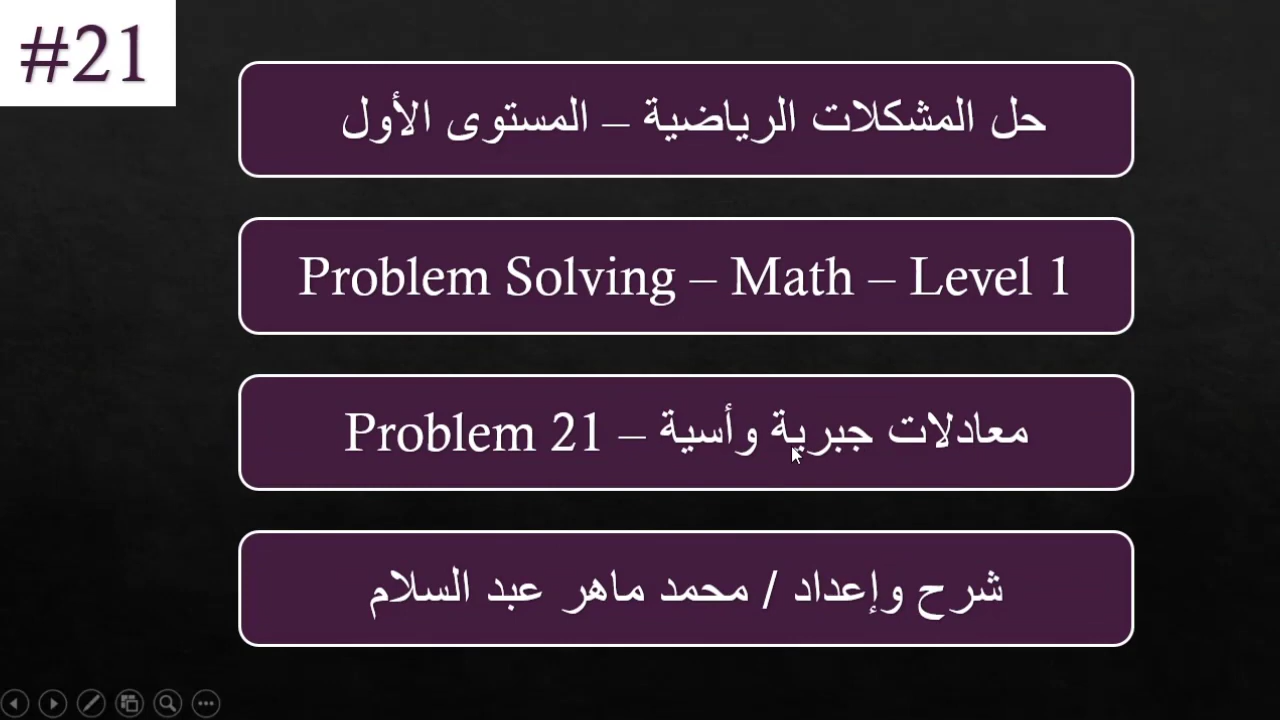 #21
حل المشكلات الرياضية – المستوى الأول
Problem Solving – Math – Level 1
معادلات جبرية وأسية – Problem 21
شرح وإعداد / محمد ماهر عبد السلام